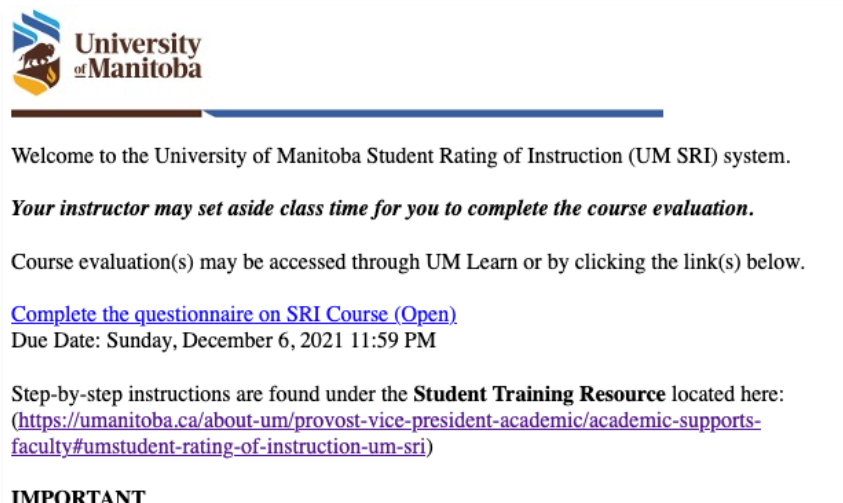 University
of Manitoba
Welcome to the University of Manitoba Student Rating of Instruction (UM SRI) system.
Your instructor may set aside class time for you to complete the course evaluation.
Course evaluation(s) may be accessed through UM Learn or by clicking the link(s) below.
Complete the questionnaire on SRI Course (Open)
Due Date: Sunday, December 6, 2021 11:59 PM
Step-by-step instructions are found under the Student Training Resource located here:
(https://umanitoba.ca/about-um/provost-vice-president-academic/academic-supports-
faculty#umstudent-rating-of-instruction-um-sri)
IMPORTANT